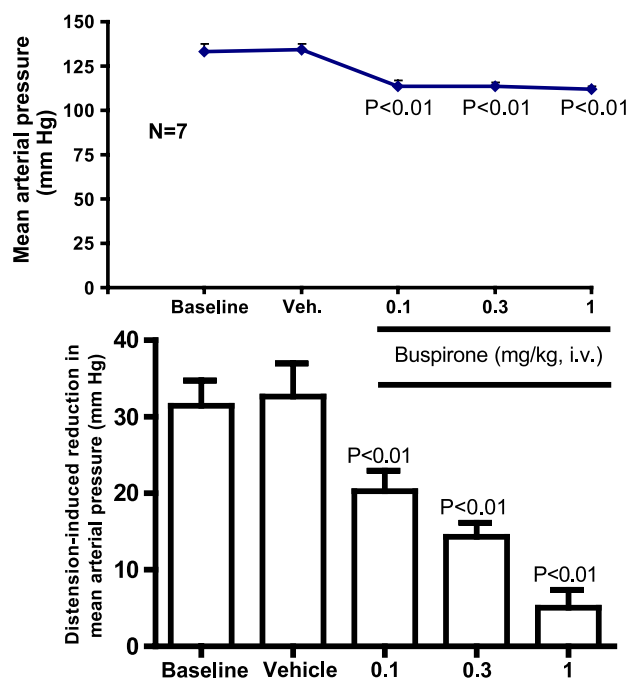 150
125
100
75
50
25
0
Mean arterial pressure
(mm Hg)
P<0.01 P<0.01 P<0.01
N=7
Baseline Veh. 0.1 0.3 1
Buspirone (mg/kg, i.v.)
40
30
20
10
0
Distension-induced reduction in
mean arterial pressure (mm Hg)
P<0.01
P<0.01
P<0.01
Baseline Vehicle 0.1 0.3 1